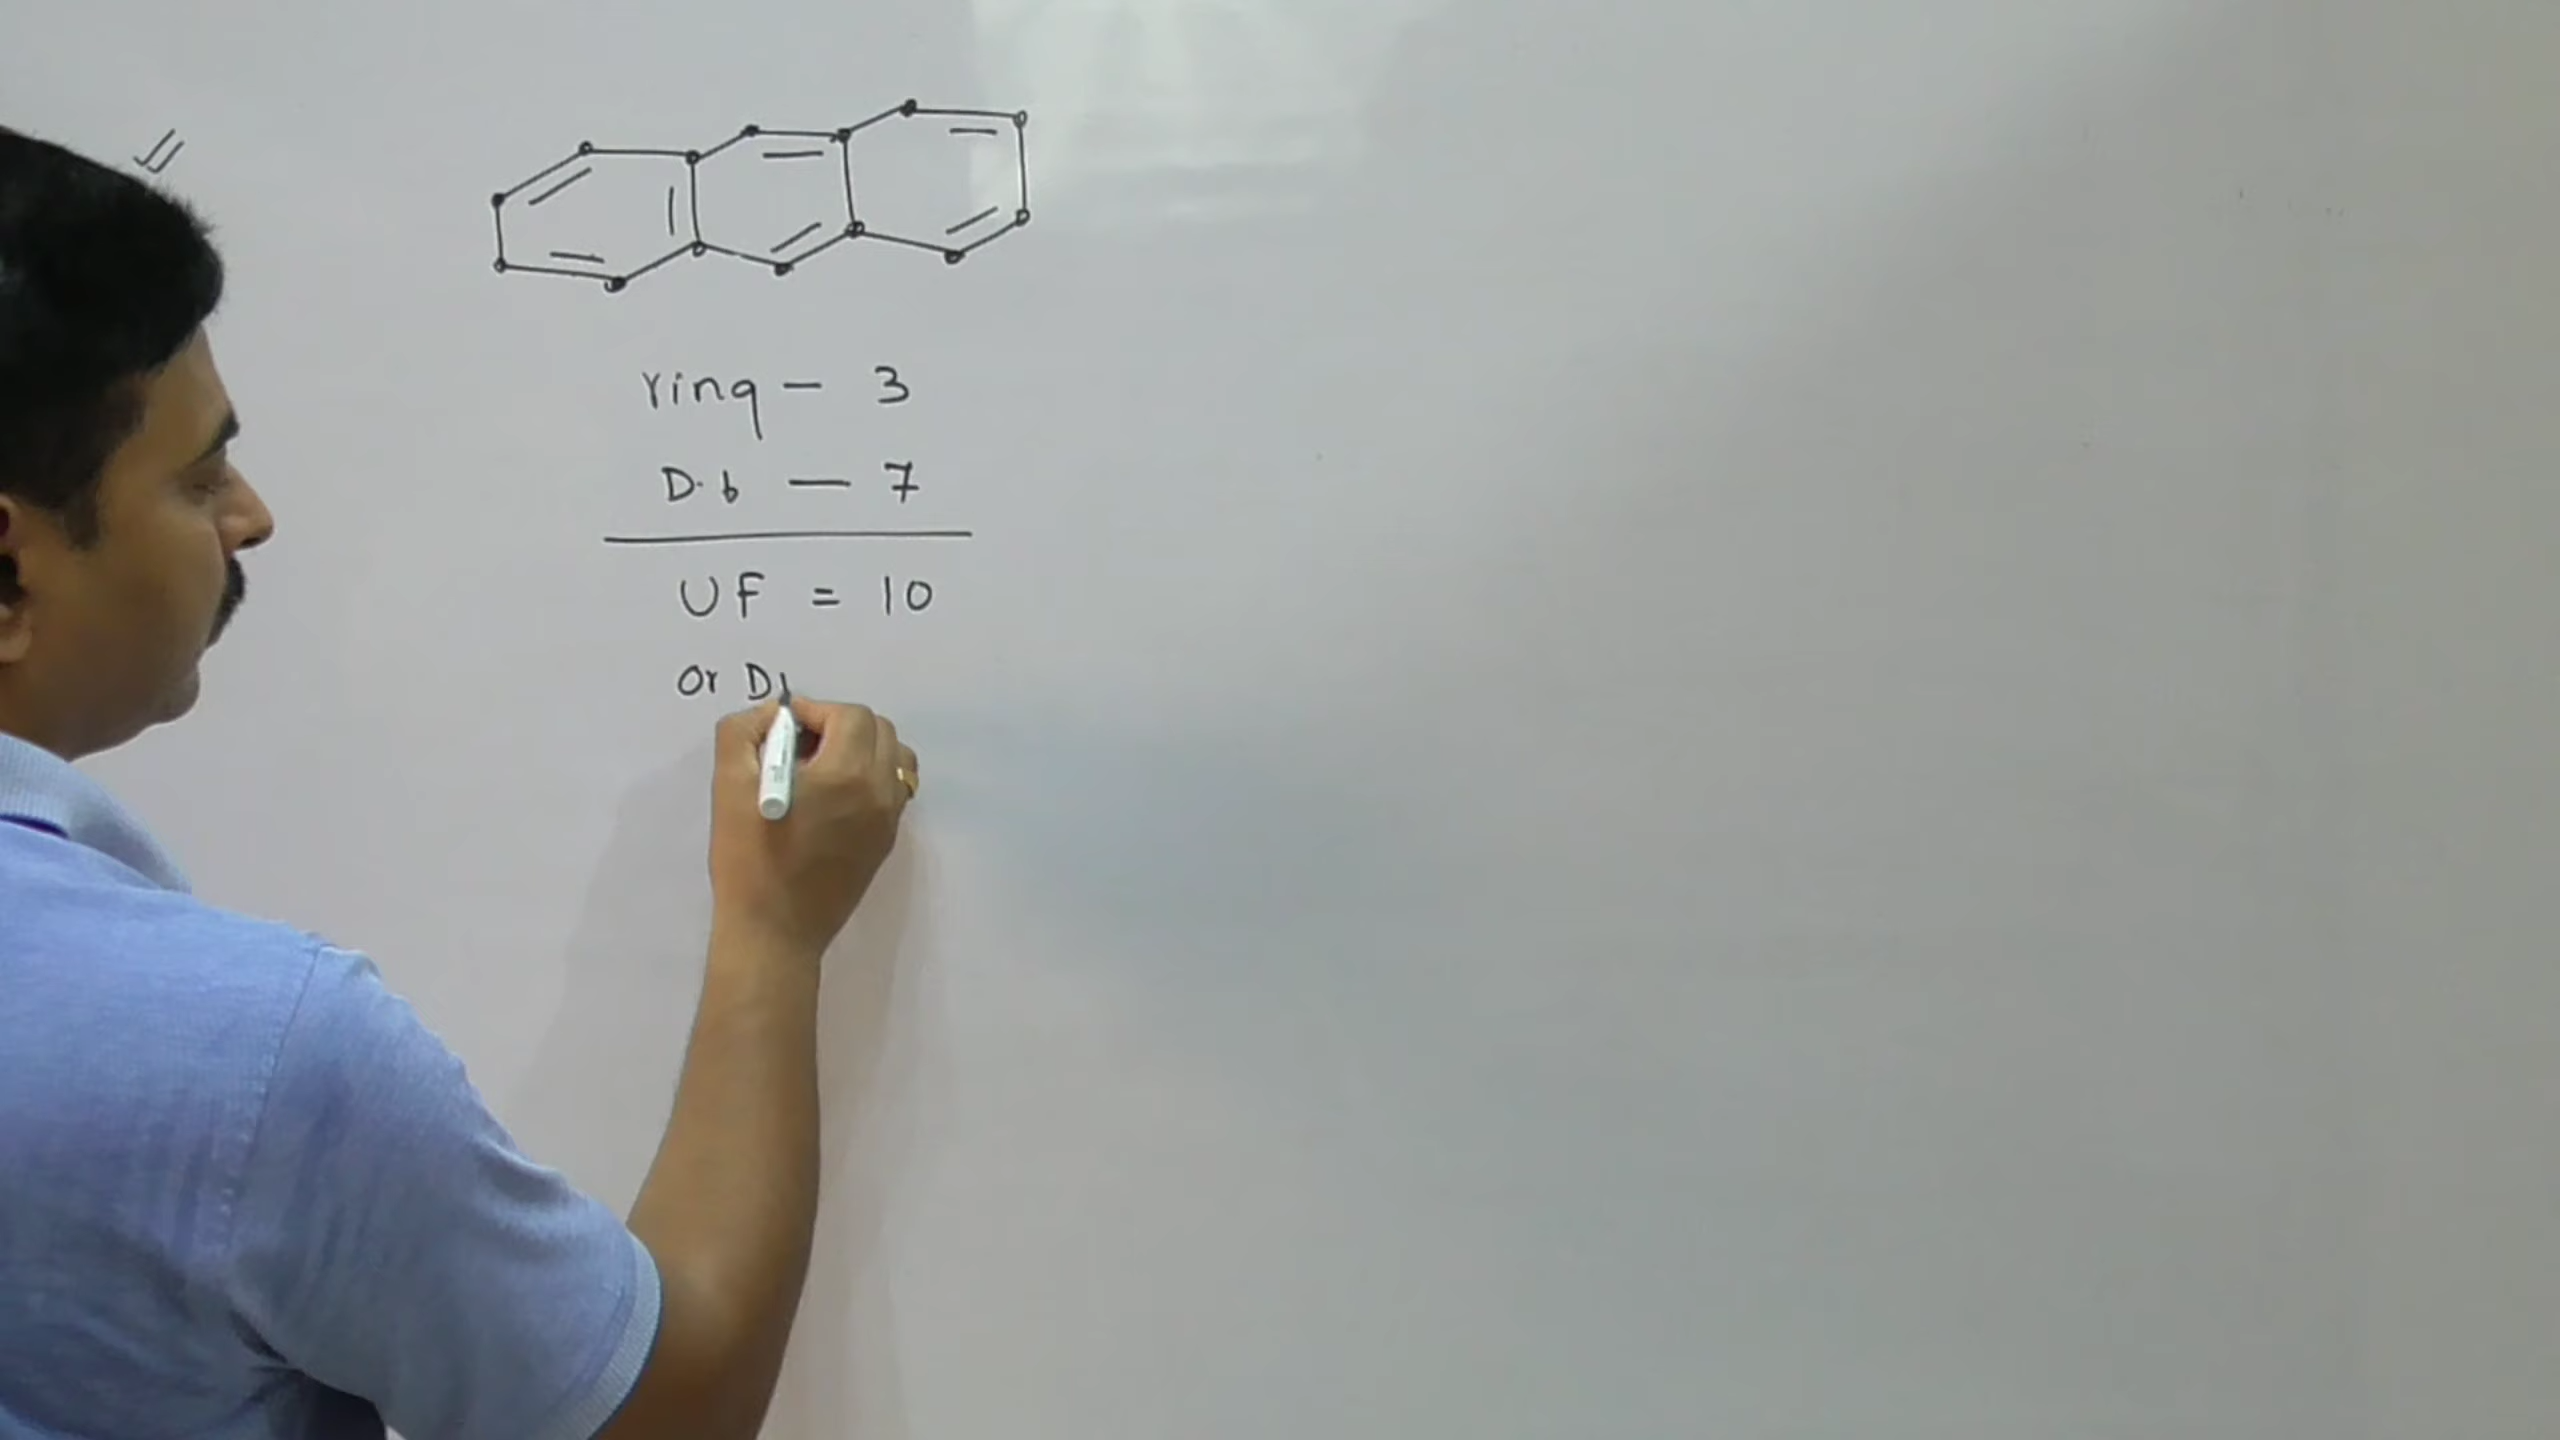 ring - 3
D.b — 7
UF = 10
or D